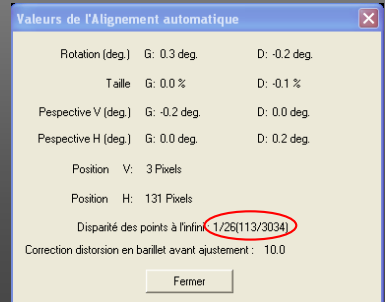 Valeurs de l'Alignement automatique
Rotation (deg.) G: 0.3 deg. D: -0.2 deg.
Taille G: 0.0 % D: -0.1 %
Pespective V (deg.) G: -0.2 deg. D: 0.0 deg.
Pespective H (deg.) G: 0.0 deg. D: 0.2 deg.
Position V: 3 Pixels
Position H: 131 Pixels
Disparité des points à l'infini : 1/26(113/3034)
Correction distorsion en barillet avant ajustement : 10.0
Fermer